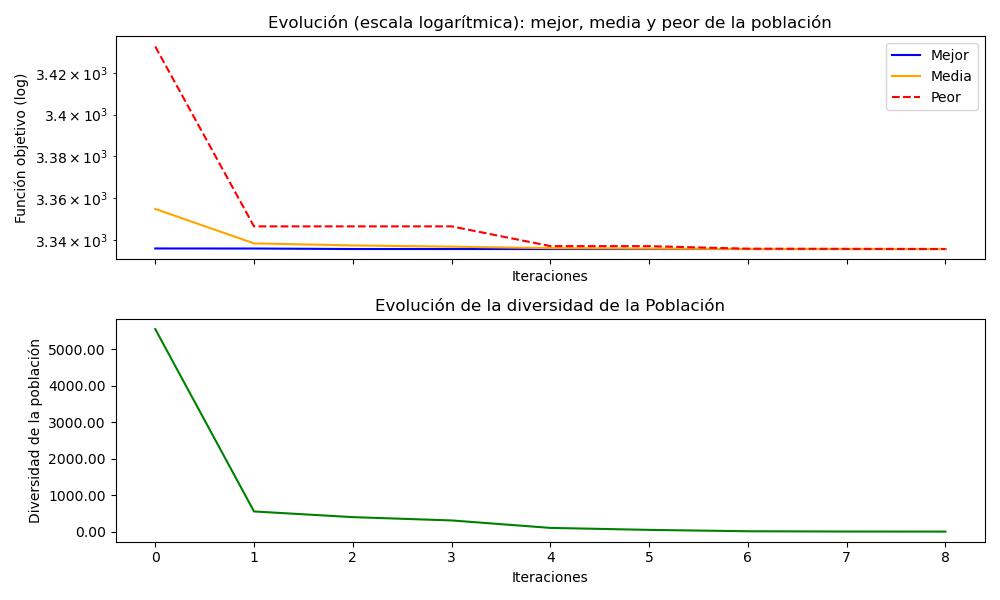 Evolución (escala logarítmica): mejor, media y peor de la población
Función objetivo (log)
3.42 × 10³
3.4 × 10³
3.38 × 10³
3.36 × 10³
3.34 × 10³
Mejor
Media
Peor
Iteraciones
Evolución de la diversidad de la Población
Diversidad de la población
5000.00
4000.00
3000.00
2000.00
1000.00
0.00
0 1 2 3 4 5 6 7 8
Iteraciones